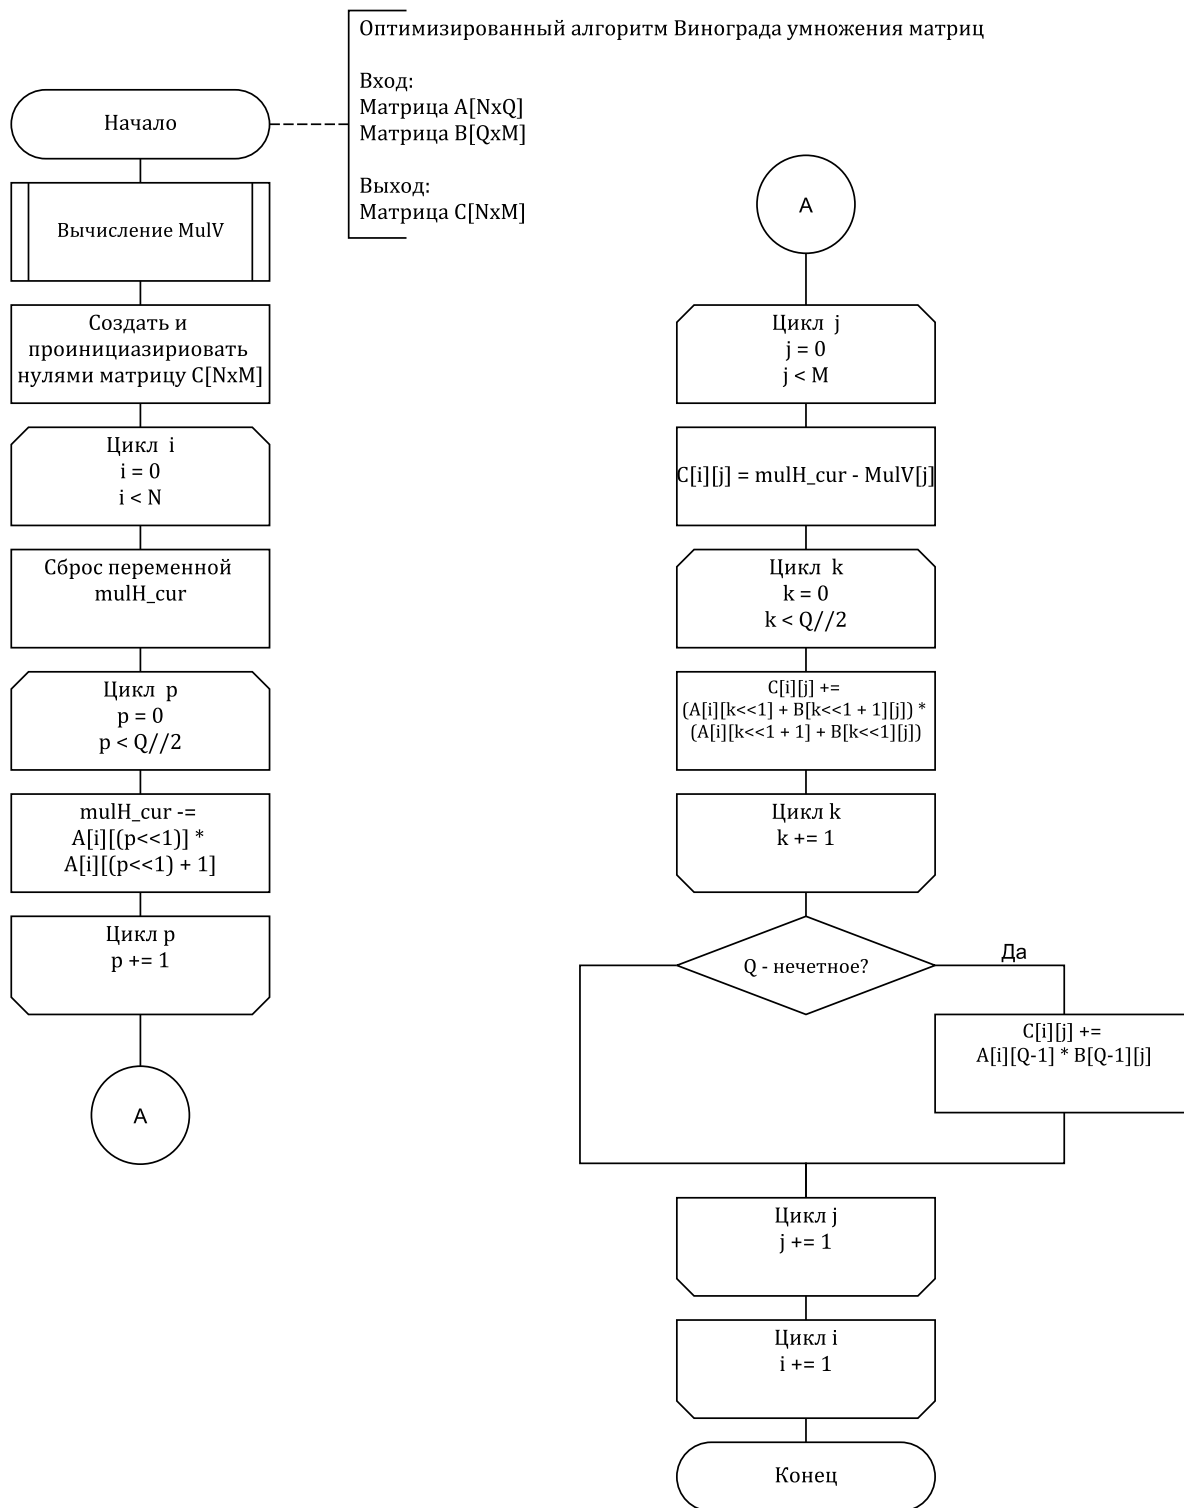 Оптимизированный алгоритм Винограда умножения матриц
Вход:
Матрица A[NxQ]
Матрица B[QxM]
Выход:
Матрица C[NxM]
Начало
Вычисление MulV
Создать и
проинициазириовать
нулями матрицу C[NxM]
Цикл i
i = 0
i < N
Сброс переменной
mulH_cur
Цикл p
p = 0
p < Q//2
mulH_cur -=
A[i][(p<<1)] *
A[i][(p<<1) + 1]
Цикл p
p += 1
A
A
Цикл j
j = 0
j < M
C[i][j] = mulH_cur - MulV[j]
Цикл k
k = 0
k < Q//2
C[i][j] +=
(A[i][k<<1] + B[k<<1 + 1][j]) *
(A[i][k<<1 + 1] + B[k<<1][j])
Цикл k
k += 1
Q - нечетное?
Да
C[i][j] +=
A[i][Q-1] * B[Q-1][j]
Цикл j
j += 1
Цикл i
i += 1
Конец